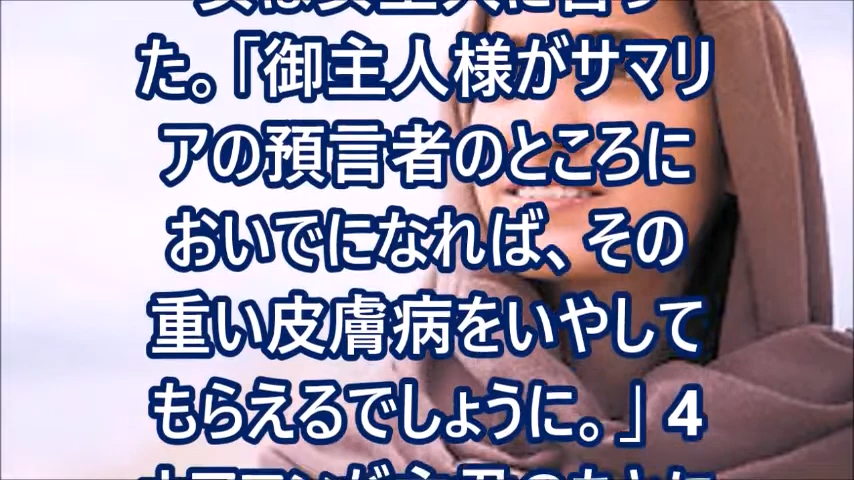 た。「御主人様がサマリ
アの預言者のところに
おいでになれば、その
重い皮膚病をいやして
もらえるでしょうに。」 4